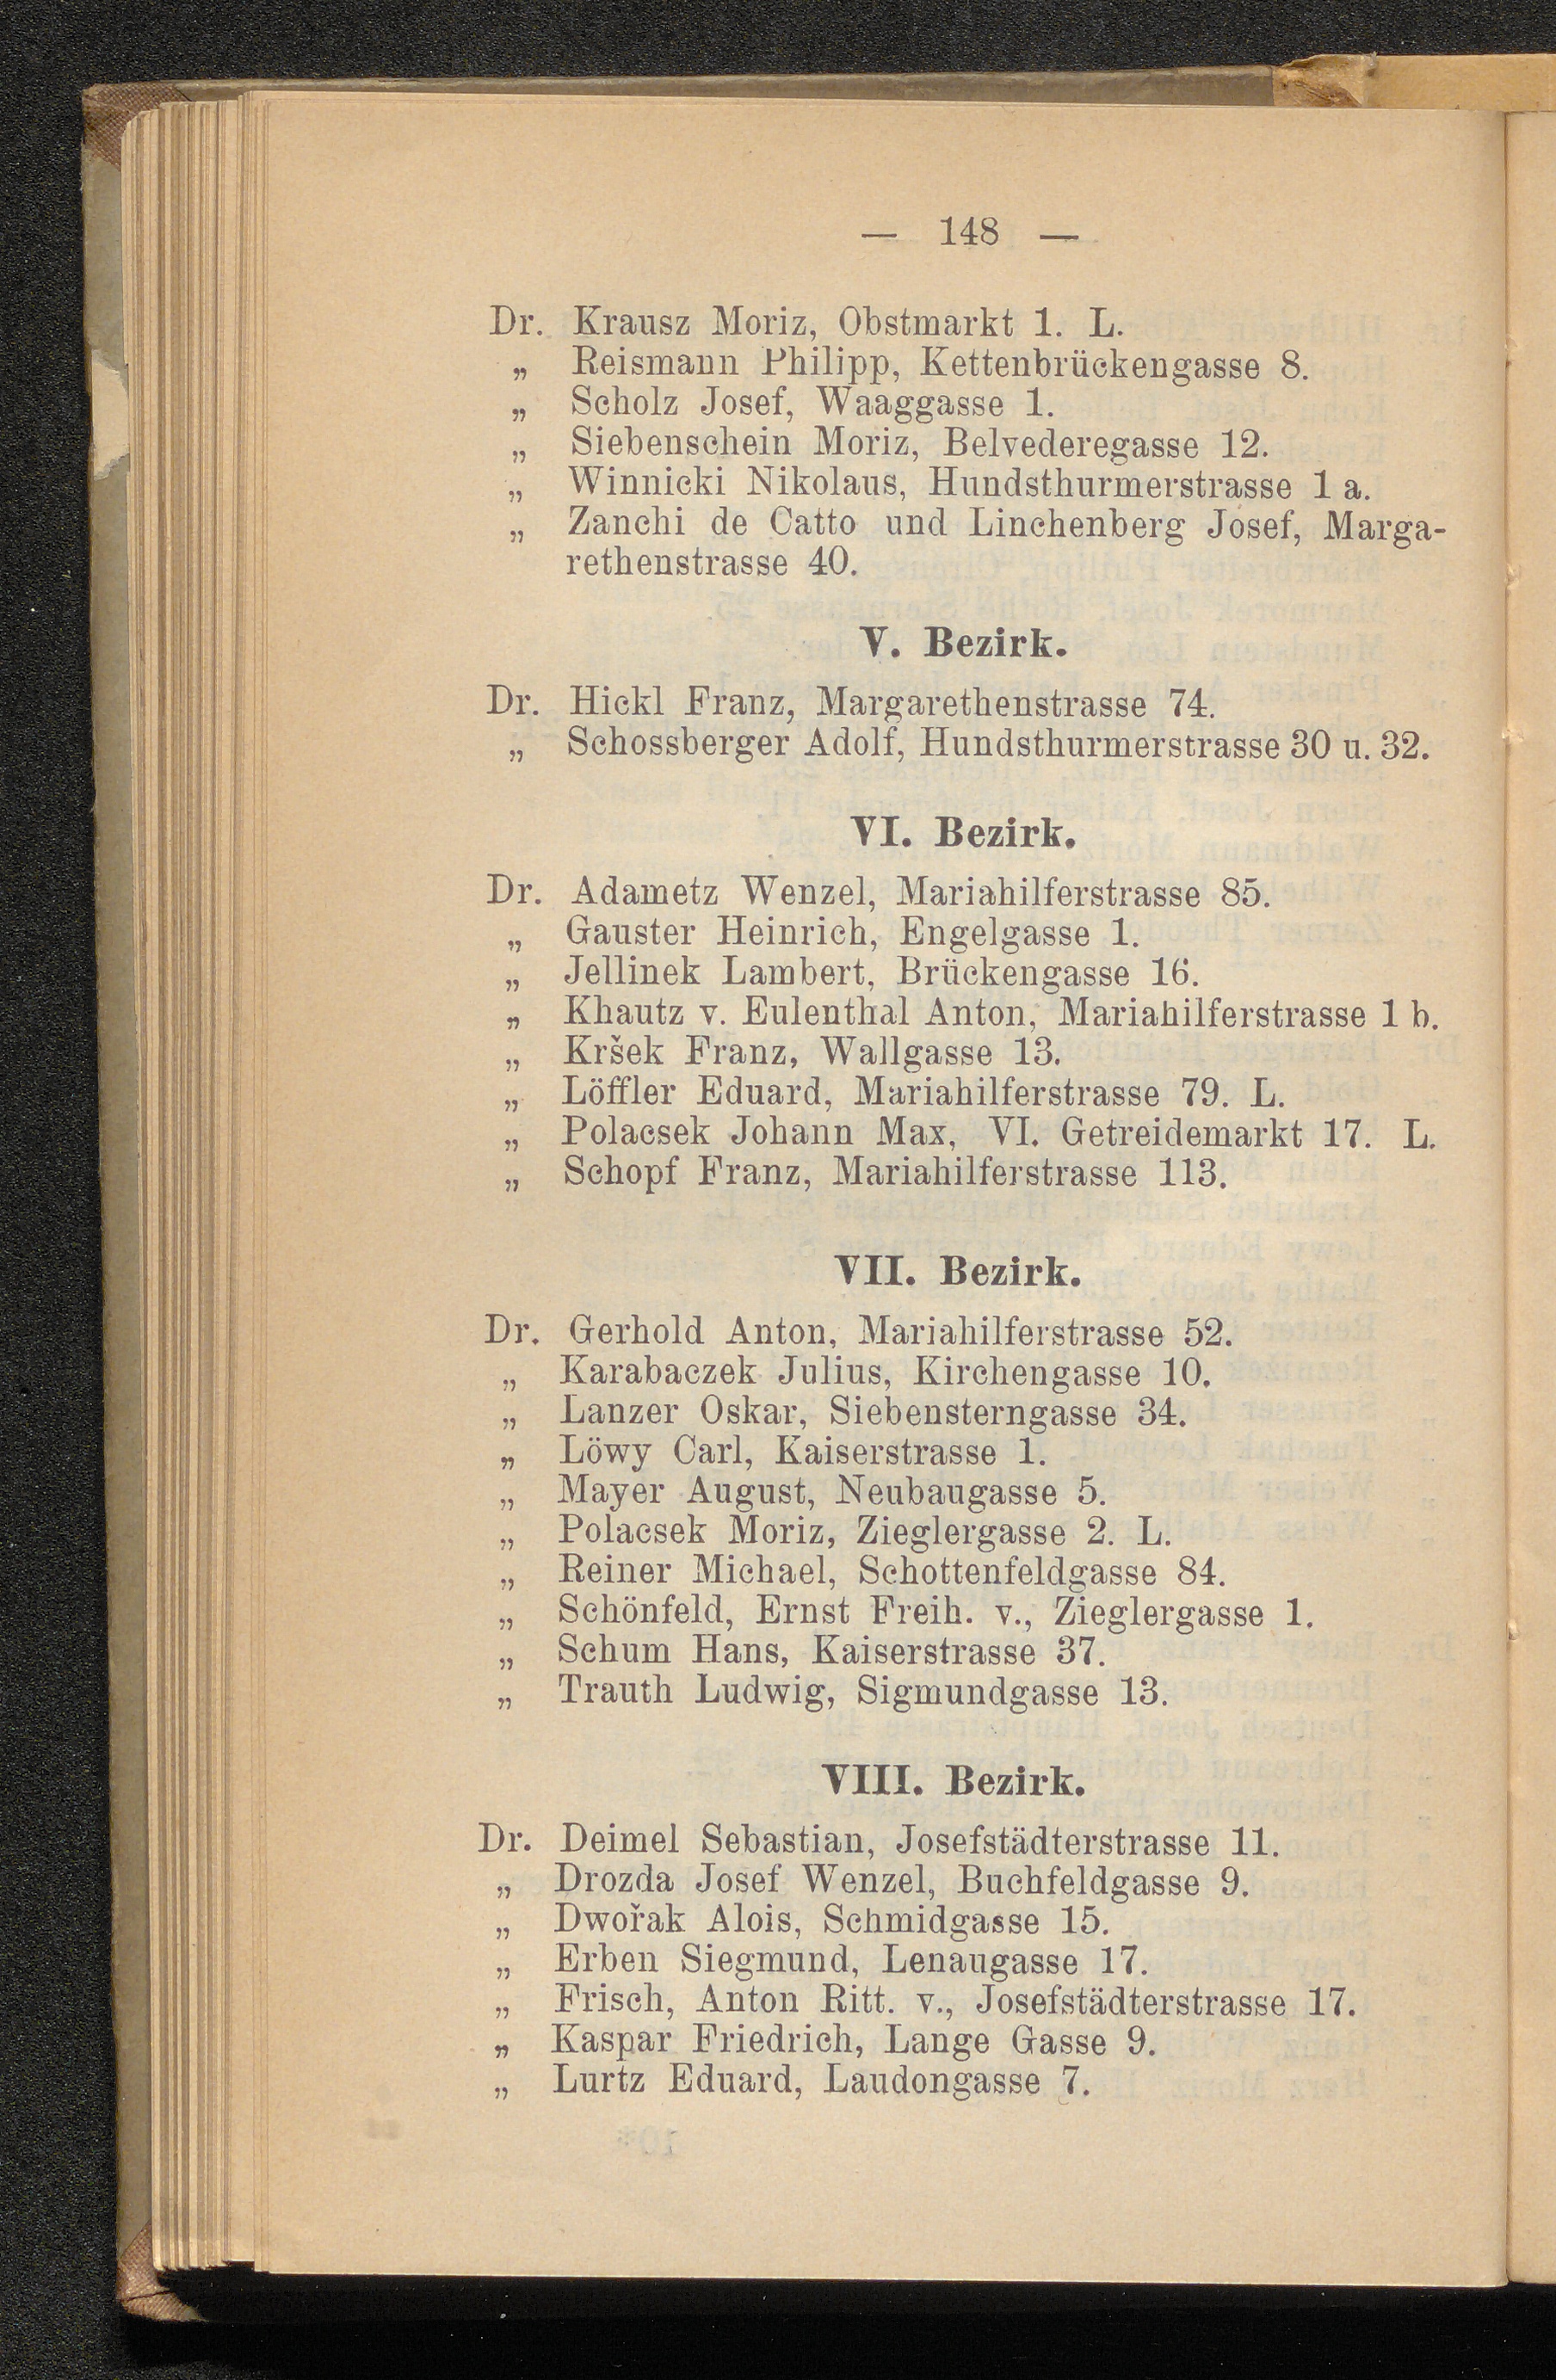 — 148 —
Dr. Krausz Moriz, Obstmarkt 1. L.
„ Reismann Philipp, Kettenbrückengasse 8.
„ Scholz Josef, Waaggasse 1.
„ Siebenschein Moriz, Belvederegasse 12.
„ Winnicki Nikolaus, Hundsthurmerstrasse 1 a.
„ Zanchi de Catto und Linchenberg Josef, Marga-
rethenstrasse 40.
V. Bezirk.
Dr. Hickl Franz, Margarethenstrasse 74.
„ Schossberger Adolf, Hundsthurmerstrasse 30 u. 32.
VI. Bezirk.
Dr. Adametz Wenzel, Mariahilferstrasse 85.
„ Gauster Heinrich, Engelgasse 1.
„ Jellinek Lambert, Brückengasse 16.
„ Khautz v. Eulenthal Anton, Mariahilferstrasse 1 b.
„ Kršek Franz, Wallgasse 13.
„ Löffler Eduard, Mariahilferstrasse 79. L.
„ Polacsek Johann Max, VI. Getreidemarkt 17. L.
„ Schopf Franz, Mariahilferstrasse 113.
VII. Bezirk.
Dr. Gerhold Anton, Mariahilferstrasse 52.
„ Karabaczek Julius, Kirchengasse 10.
„ Lanzer Oskar, Siebensterngasse 34.
„ Löwy Carl, Kaiserstrasse 1.
„ Mayer August, Neubaugasse 5.
„ Polacsek Moriz, Zieglergasse 2. L.
„ Reiner Michael, Schottenfeldgasse 84.
„ Schönfeld, Ernst Freih. v., Zieglergasse 1.
„ Schum Hans, Kaiserstrasse 37.
„ Trauth Ludwig, Sigmundgasse 13.
VIII. Bezirk.
Dr. Deimel Sebastian, Josefstädterstrasse 11.
„ Drozda Josef Wenzel, Buchfeldgasse 9.
„ Dwořak Alois, Schmidgasse 15.
„ Erben Siegmund, Lenaugasse 17.
„ Frisch, Anton Ritt. v., Josefstädterstrasse 17.
„ Kaspar Friedrich, Lange Gasse 9.
„ Lurtz Eduard, Laudongasse 7.